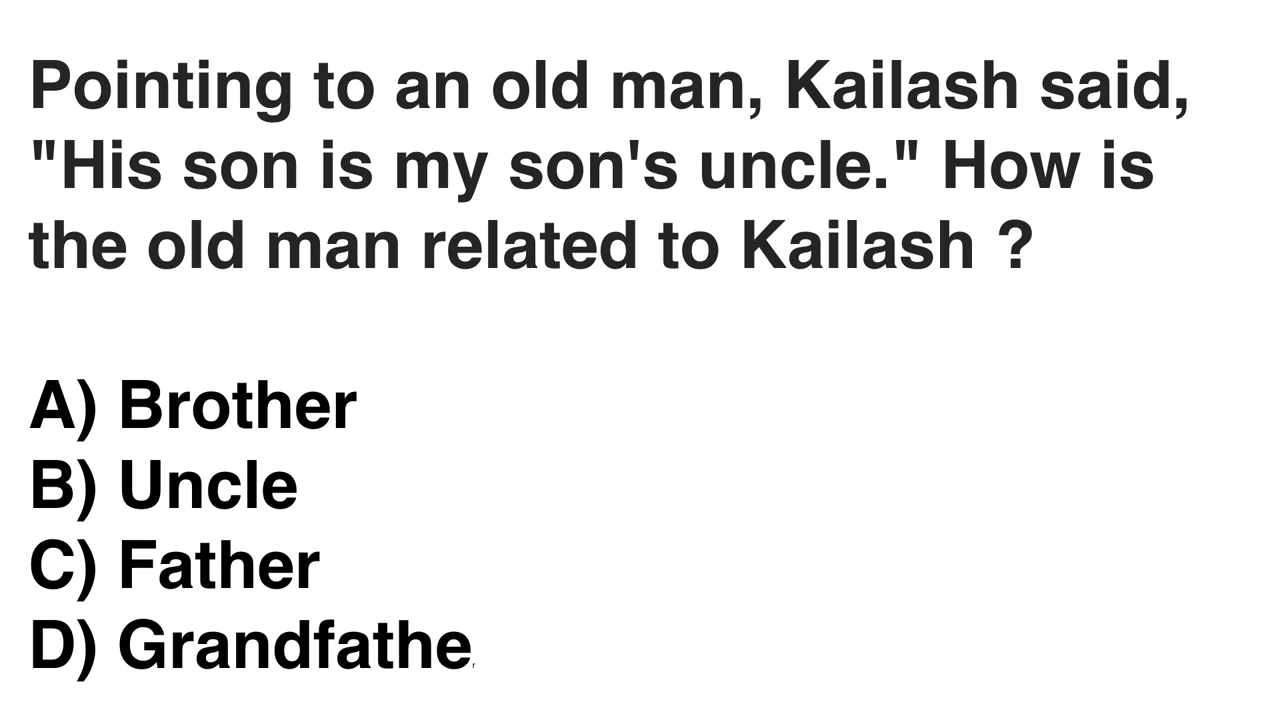 Pointing to an old man, Kailash said,
"His son is my son's uncle." How is
the old man related to Kailash ?
A) Brother
B) Uncle
C) Father
D) Grandfather